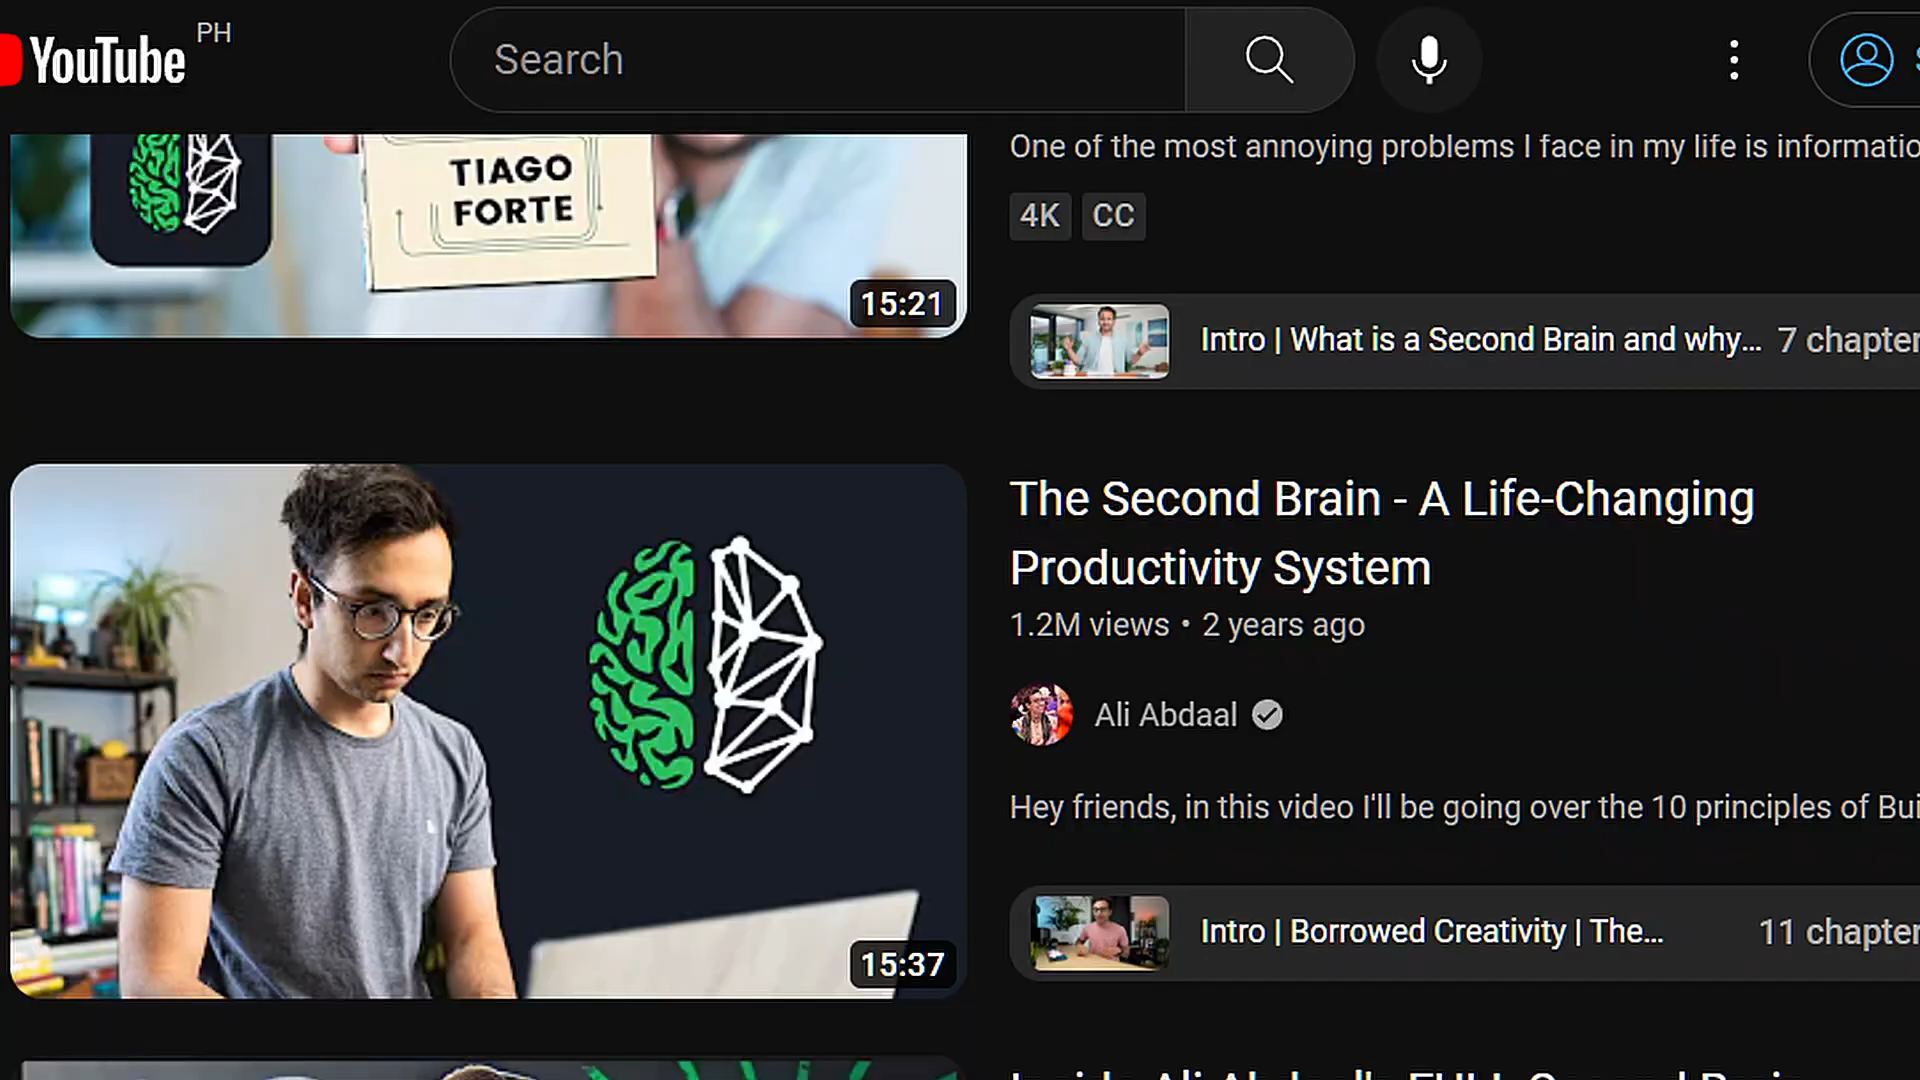 YouTube PH
Search
TIAGO
FORTE
15:21
One of the most annoying problems I face in my life is informatio
4K CC
Intro | What is a Second Brain and why... 7 chapter
The Second Brain - A Life-Changing
Productivity System
1.2M views • 2 years ago
Ali Abdaal
Hey friends, in this video I'll be going over the 10 principles of Bui
Intro | Borrowed Creativity | The... 11 chapter
15:37